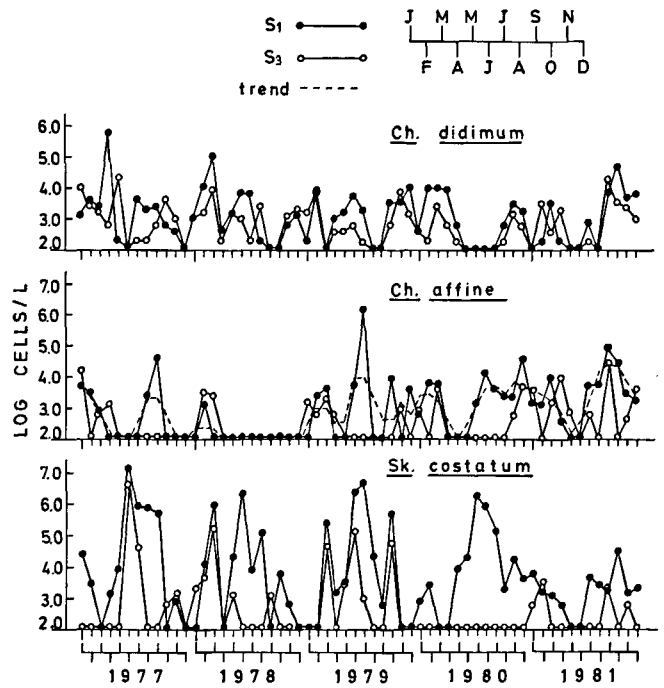 S1
S3
trend
J M M J S N
F A J A O D
Ch. didimum
6.0
5.0
4.0
3.0
2.0
Ch. affine
7.0
6.0
5.0
4.0
3.0
2.0
LOG CELLS/L
Sk. costatum
7.0
6.0
5.0
4.0
3.0
2.0
1977 1978 1979 1980 1981